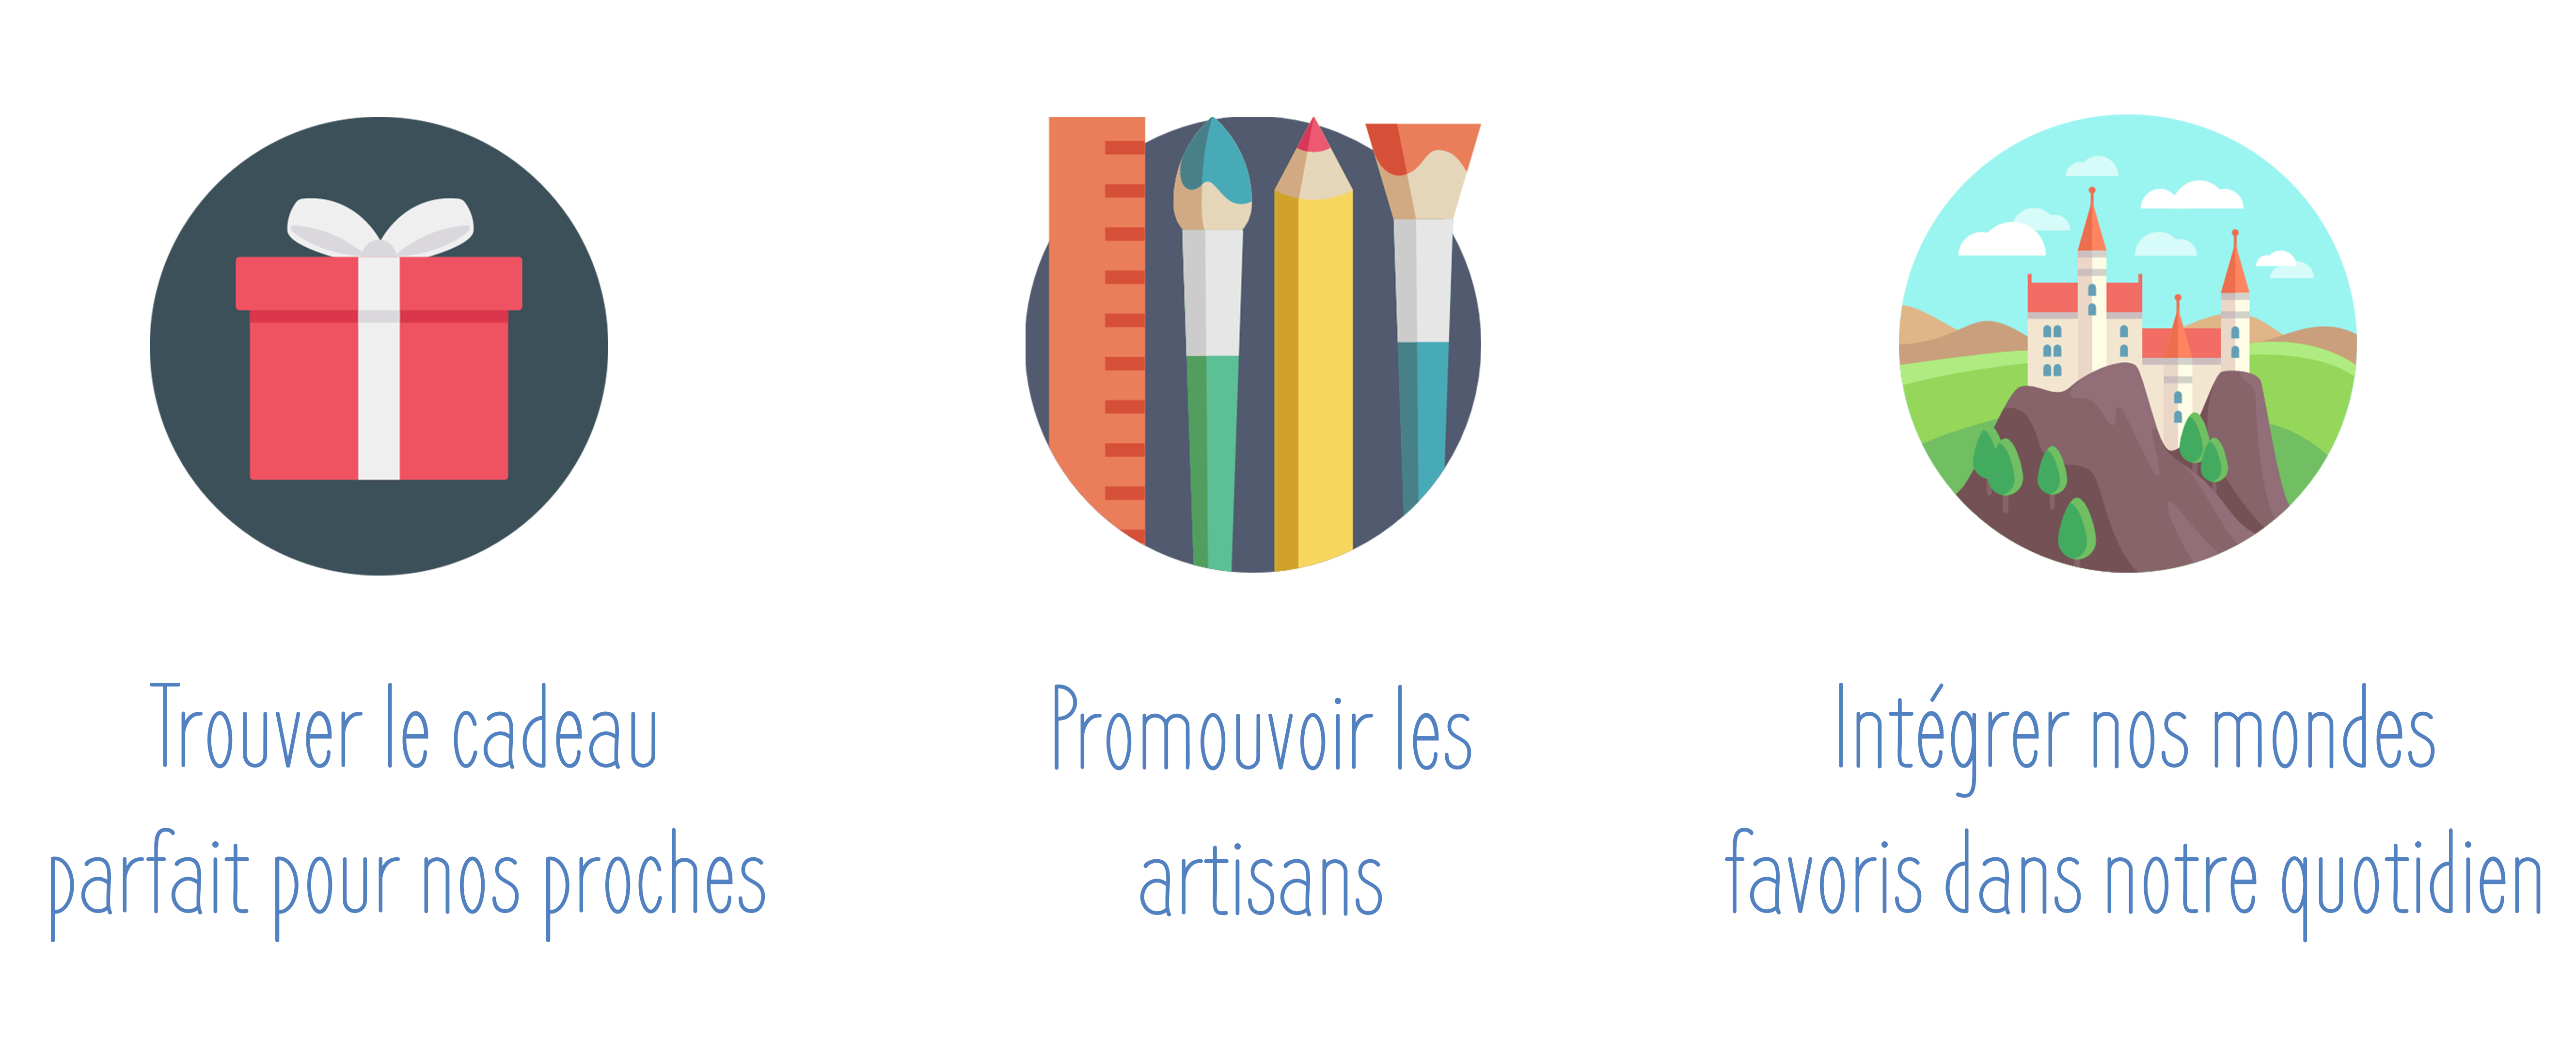 Trouver le cadeau
parfait pour nos proches
Promouvoir les
artisans
Intégrer nos mondes
favoris dans notre quotidien